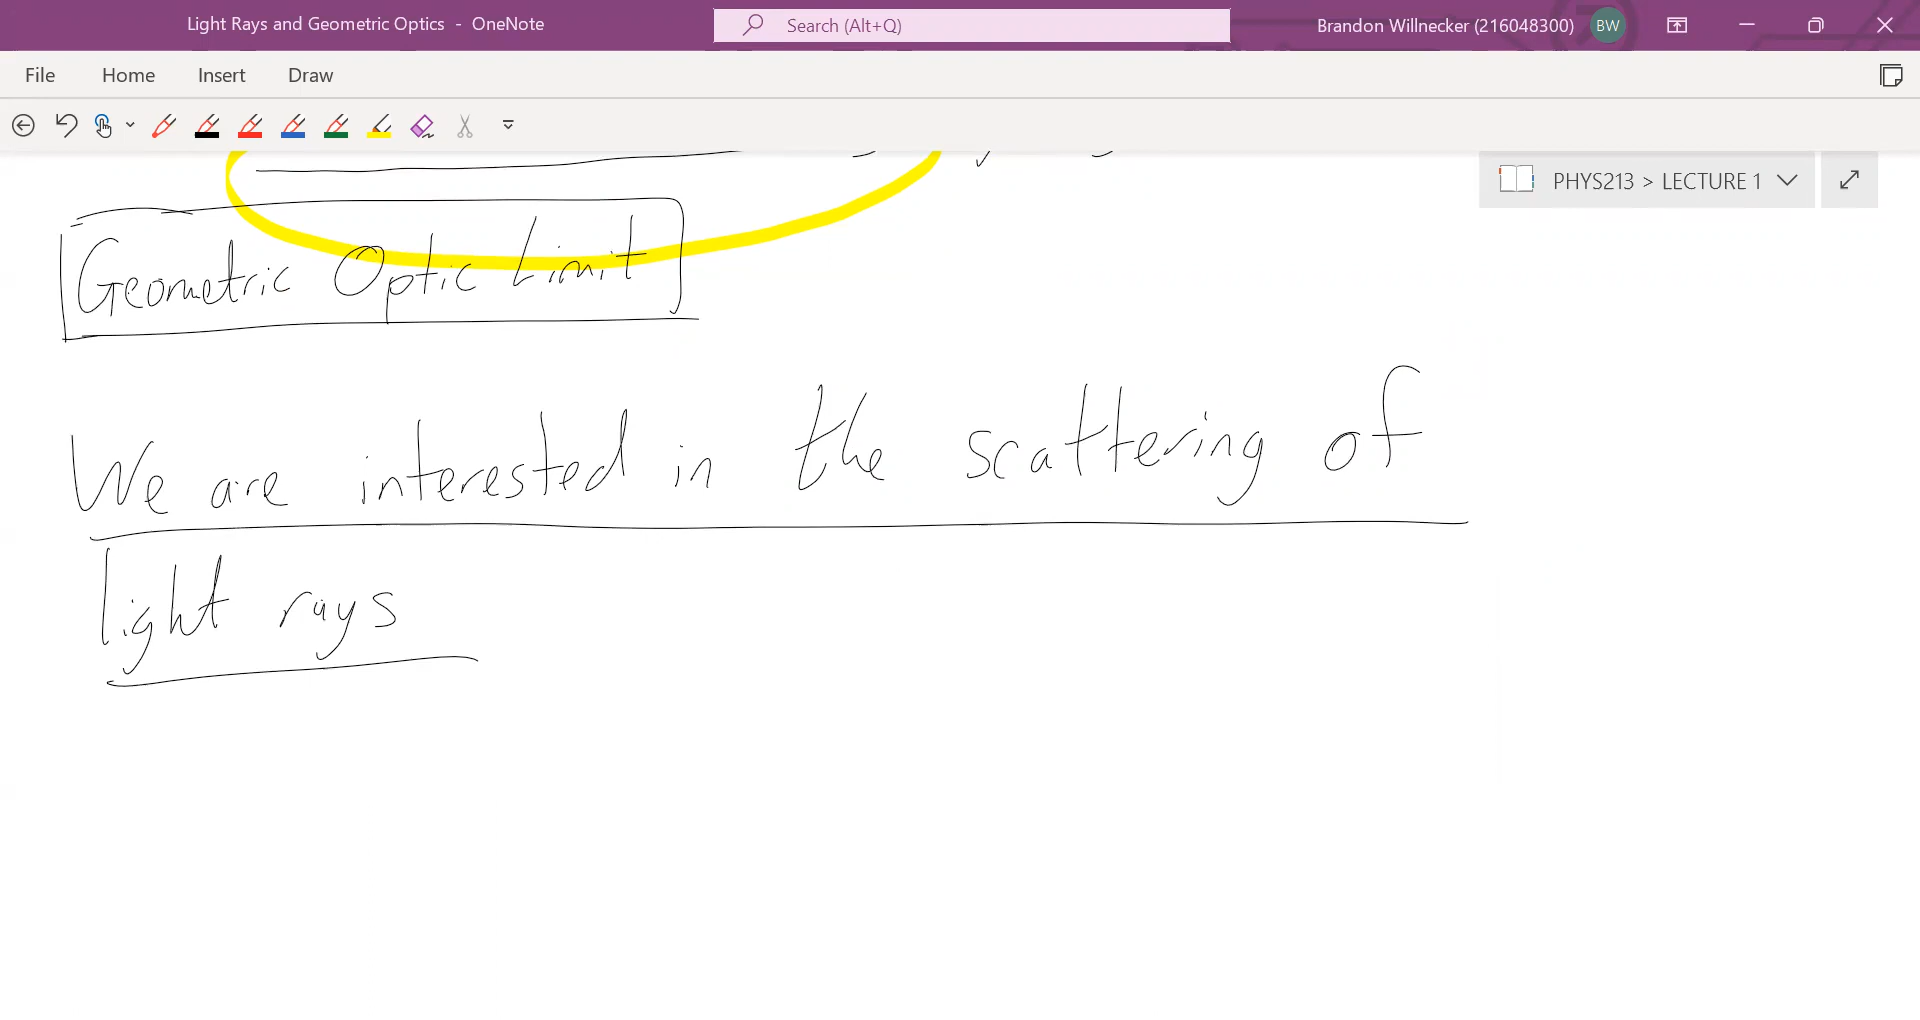 Light Rays and Geometric Optics - OneNote
Search (Alt+Q)
Brandon Willnecker (216048300)
BW
File Home Insert Draw
PHYS213 > LECTURE 1
Geometric Optic Limit
We are interested in the scattering of
light rays